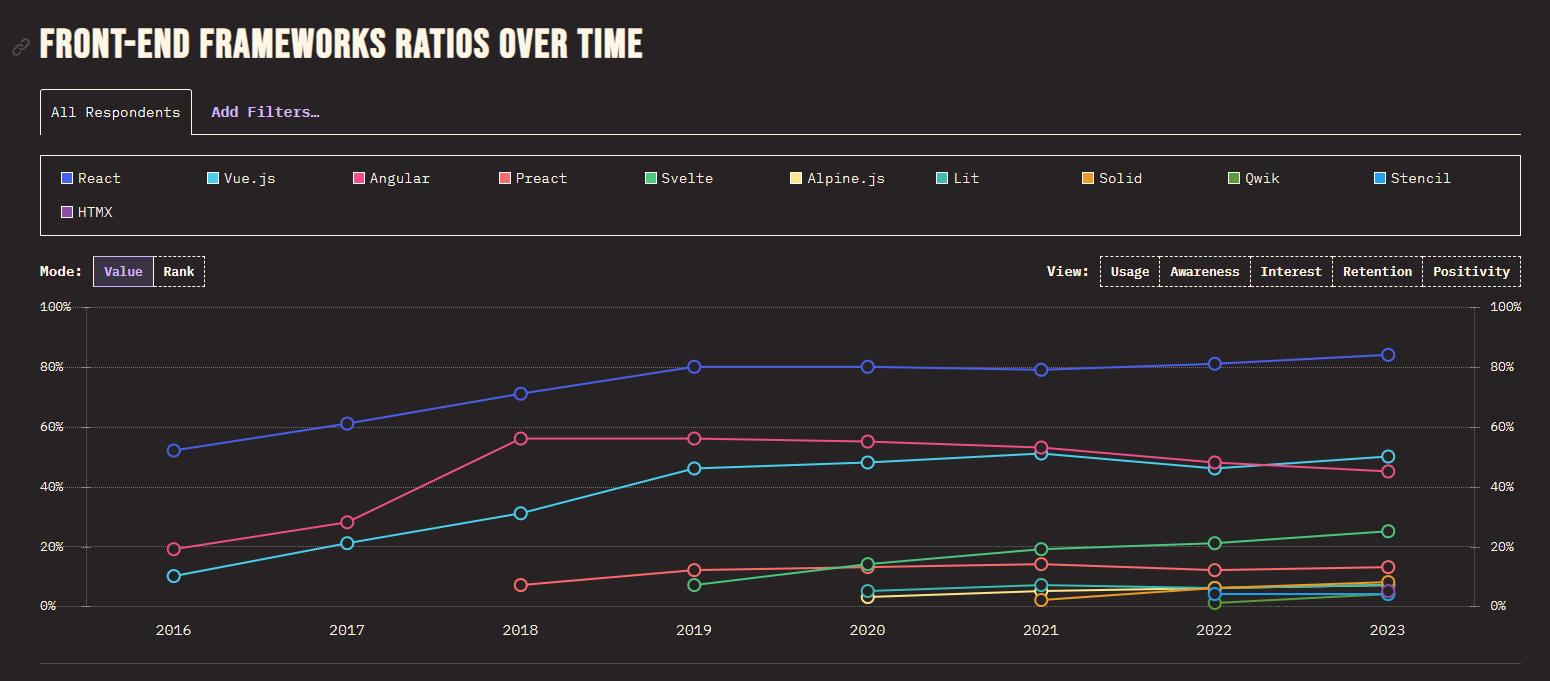 FRONT-END FRAMEWORKS RATIOS OVER TIME
All Respondents Add Filters…
React Vue.js Angular Preact Svelte Alpine.js Lit Solid Qwik Stencil
HTMX
Mode: Value Rank View: Usage Awareness Interest Retention Positivity
100% 100%
80% 80%
60% 60%
40% 40%
20% 20%
0% 0%
2016 2017 2018 2019 2020 2021 2022 2023